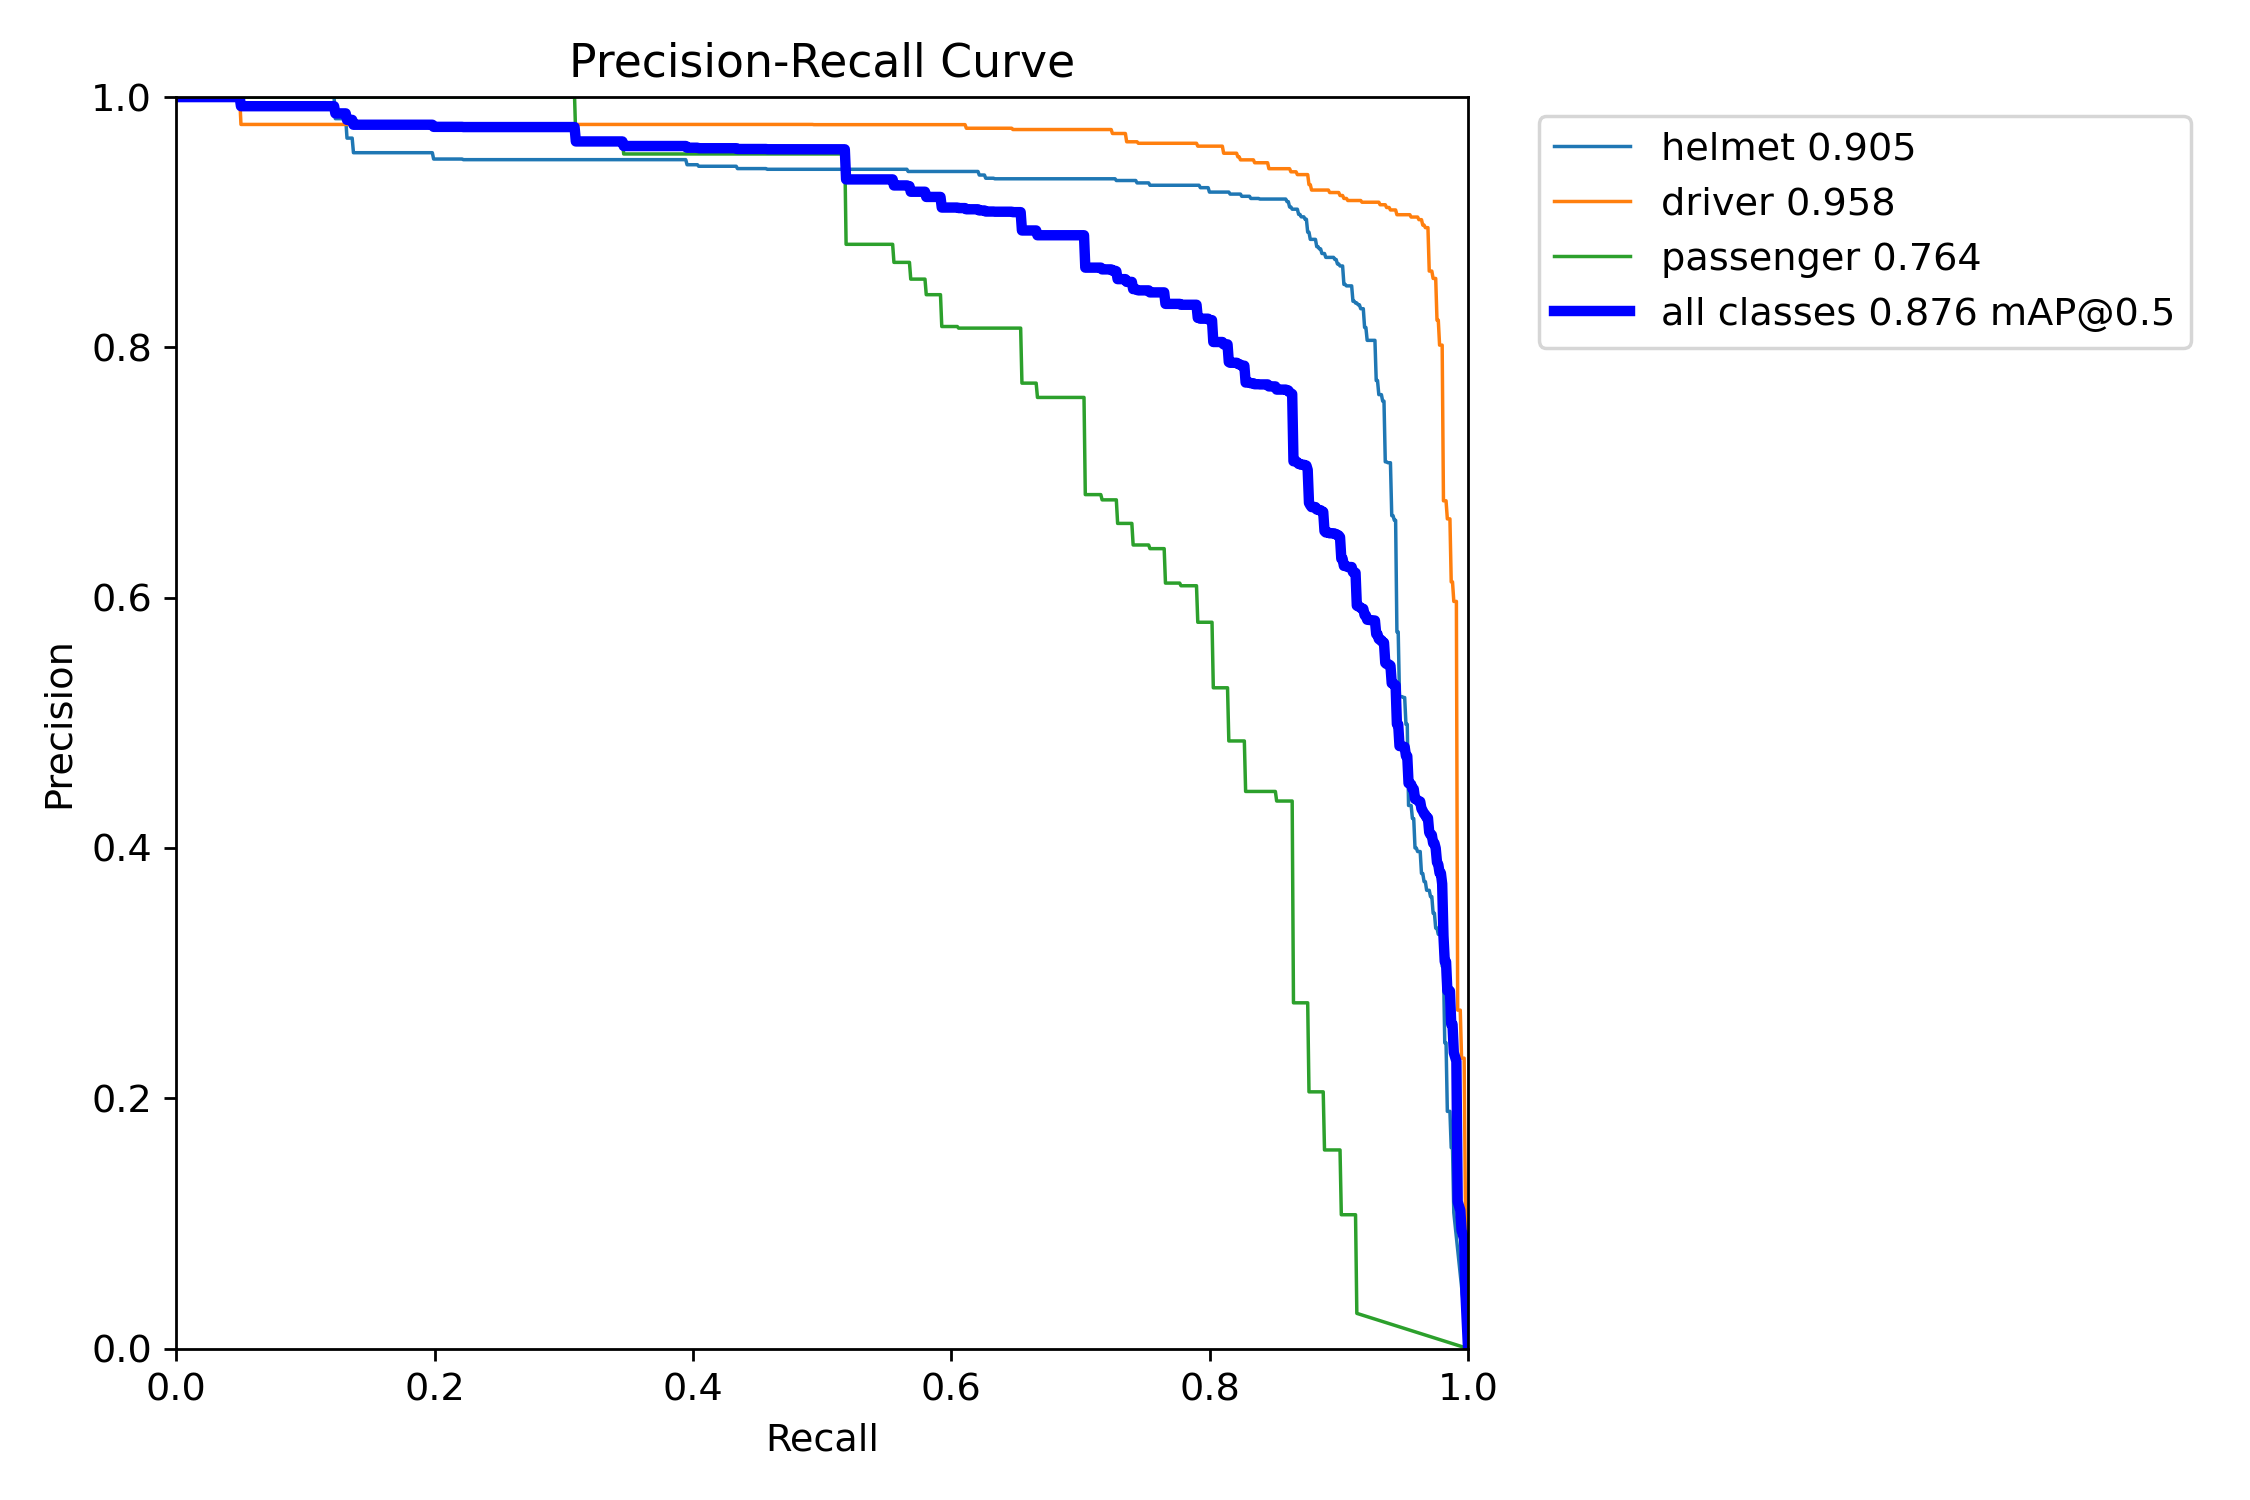 Precision-Recall Curve
1.0
0.8
0.6
0.4
0.2
0.0
Precision
0.0 0.2 0.4 0.6 0.8 1.0
Recall
helmet 0.905
driver 0.958
passenger 0.764
all classes 0.876 mAP@0.5